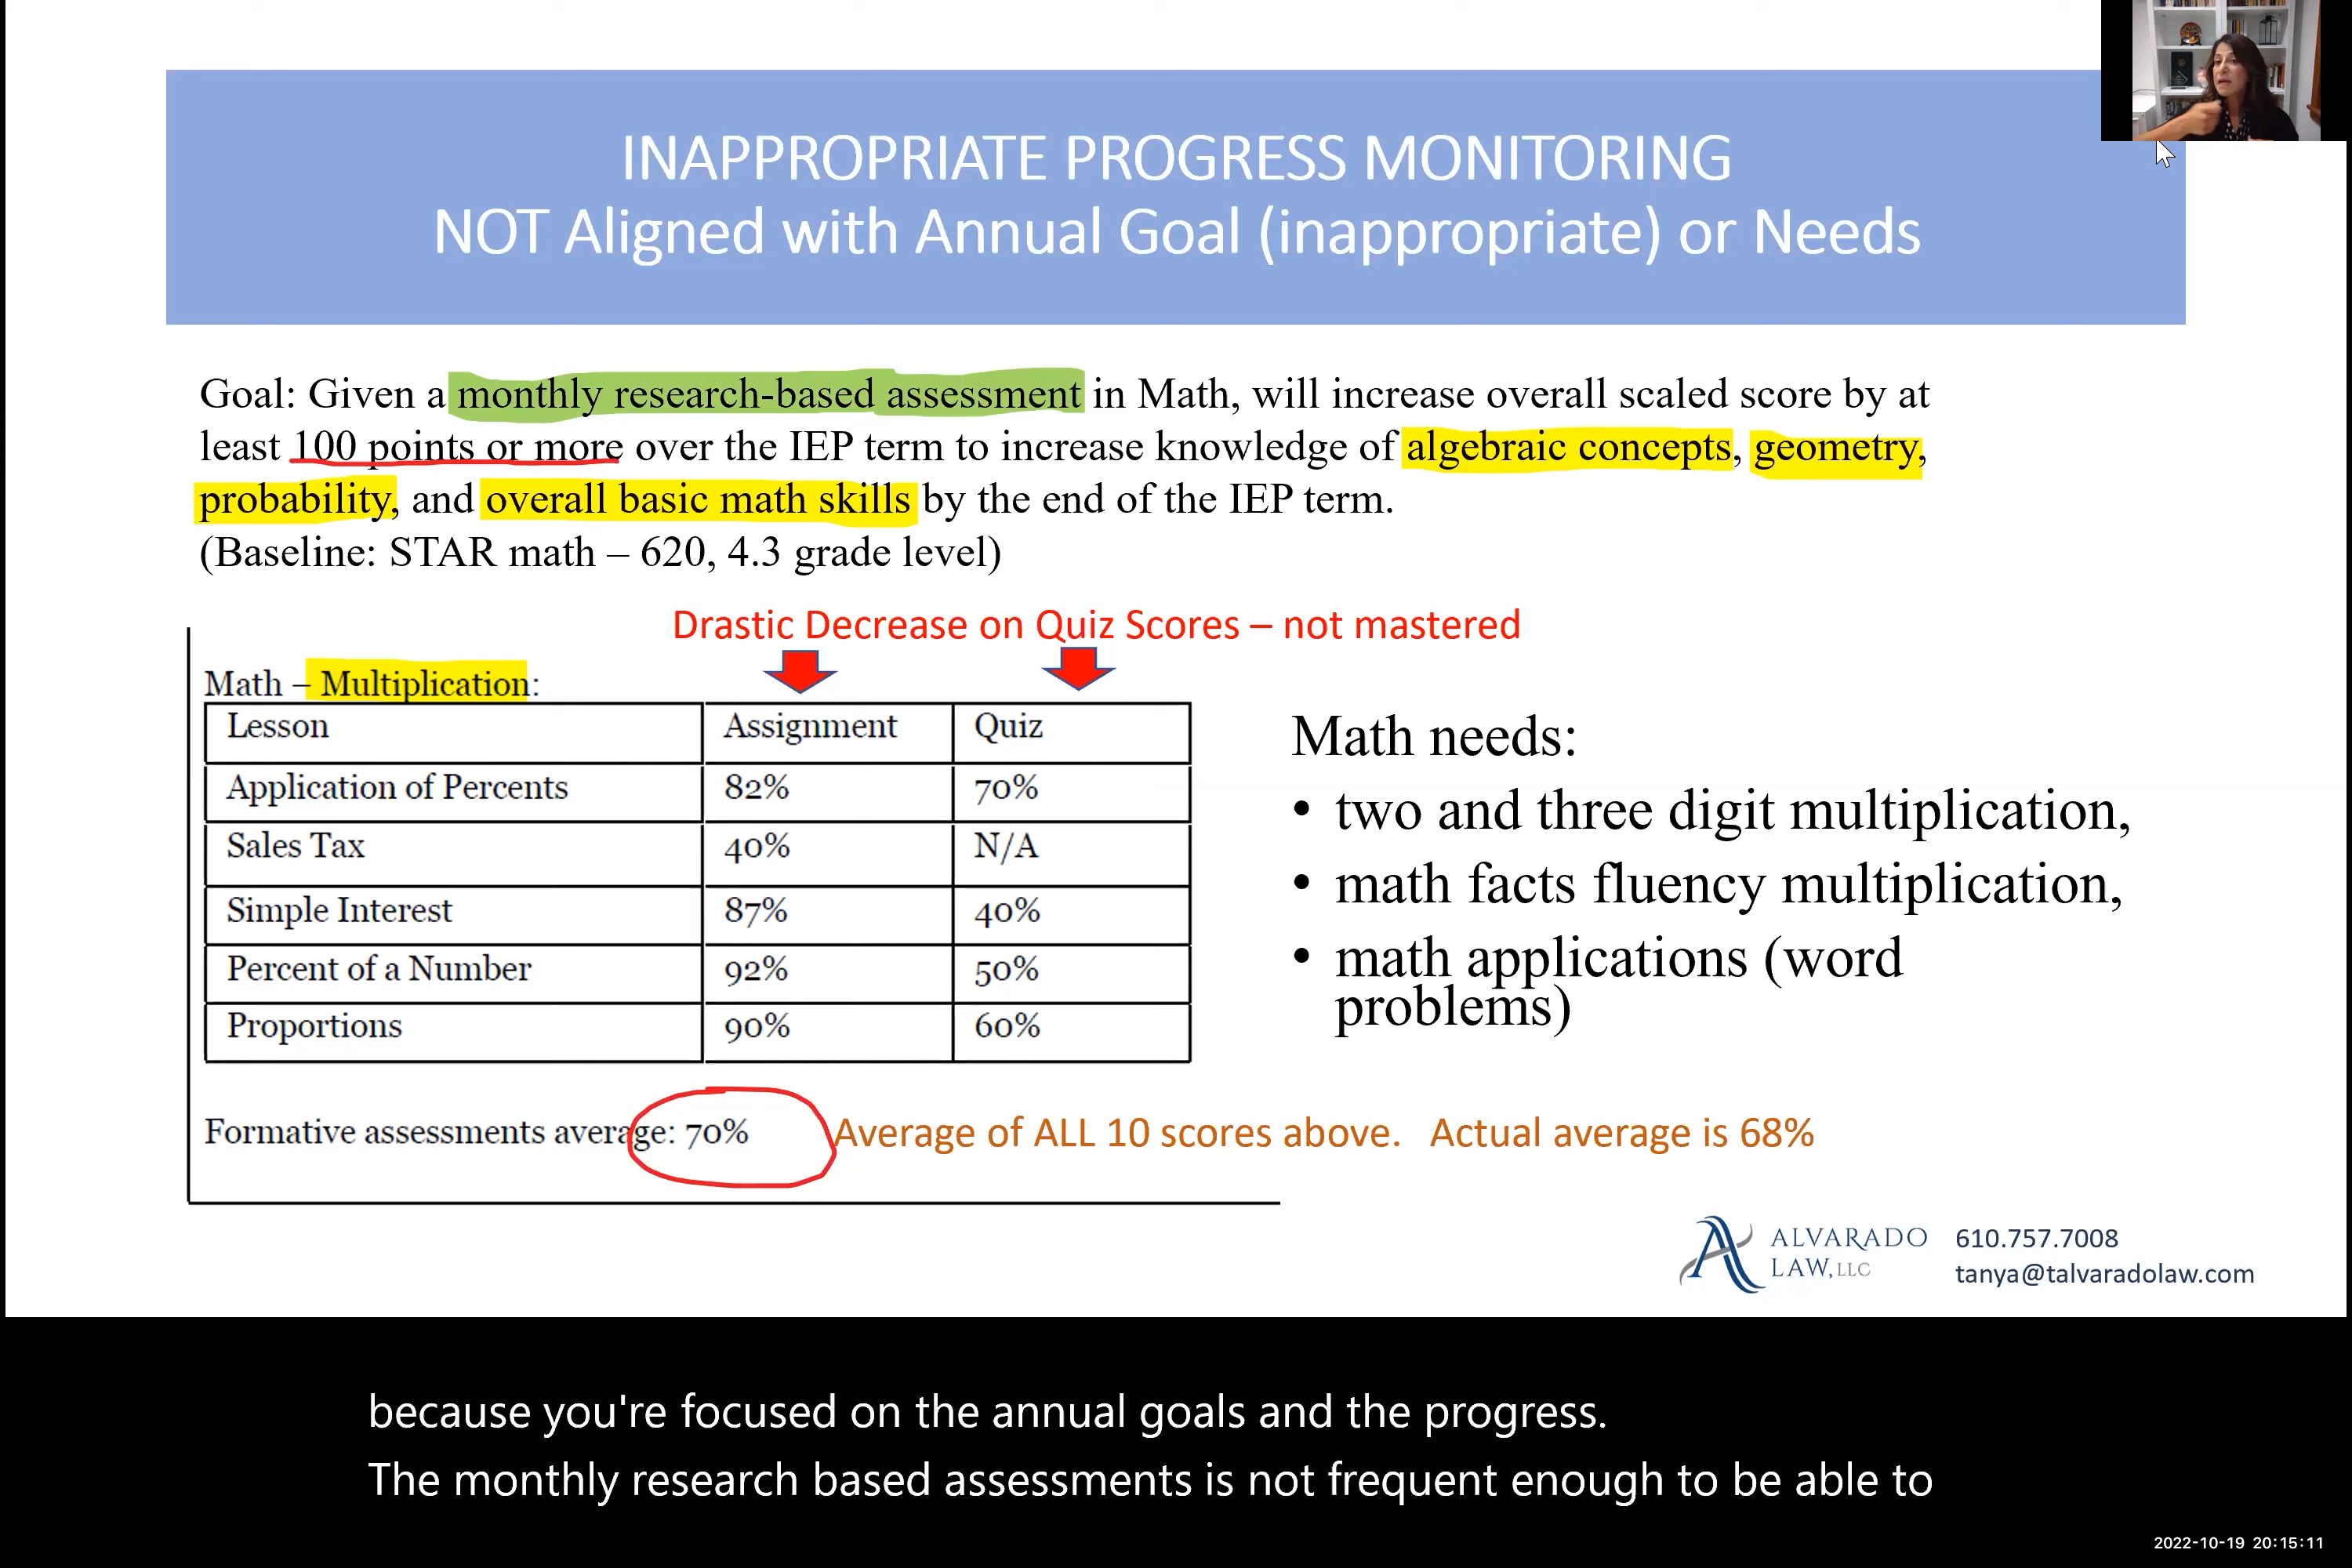 INAPPROPRIATE PROGRESS MONITORING
NOT Aligned with Annual Goal (inappropriate) or Needs
Goal: Given a monthly research-based assessment in Math, will increase overall scaled score by at
least 100 points or more over the IEP term to increase knowledge of algebraic concepts, geometry,
probability, and overall basic math skills by the end of the IEP term.
(Baseline: STAR math – 620, 4.3 grade level)
Drastic Decrease on Quiz Scores – not mastered
Math – Multiplication:
Lesson Assignment Quiz
Application of Percents 82% 70%
Sales Tax 40% N/A
Simple Interest 87% 40%
Percent of a Number 92% 50%
Proportions 90% 60%
Formative assessments average: 70%
Average of ALL 10 scores above. Actual average is 68%
Math needs:
• two and three digit multiplication,
• math facts fluency multiplication,
• math applications (word
problems)
ALVARADO
LAW, LLC
610.757.7008
tanya@talvaradolaw.com
because you're focused on the annual goals and the progress.
The monthly research based assessments is not frequent enough to be able to
2022-10-19 20:15:11